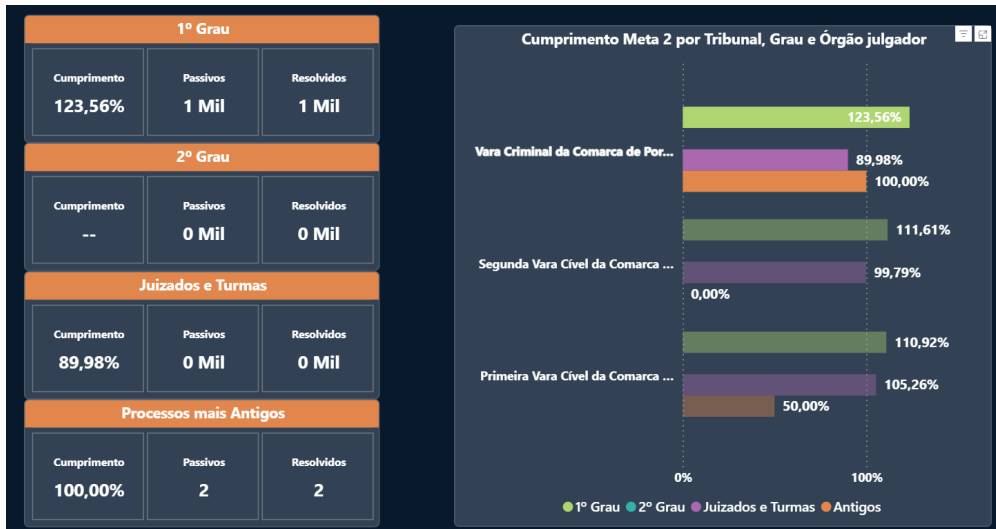 1º Grau
Cumprimento Passivos Resolvidos
123,56% 1 Mil 1 Mil
2º Grau
Cumprimento Passivos Resolvidos
-- 0 Mil 0 Mil
Juizados e Turmas
Cumprimento Passivos Resolvidos
89,98% 0 Mil 0 Mil
Processos mais Antigos
Cumprimento Passivos Resolvidos
100,00% 2 2
Cumprimento Meta 2 por Tribunal, Grau e Órgão julgador
123,56%
Vara Criminal da Comarca de Por...
89,98%
100,00%
111,61%
Segunda Vara Cível da Comarca ...
99,79%
0,00%
110,92%
Primeira Vara Cível da Comarca ...
105,26%
50,00%
0% 100%
1º Grau 2º Grau Juizados e Turmas Antigos